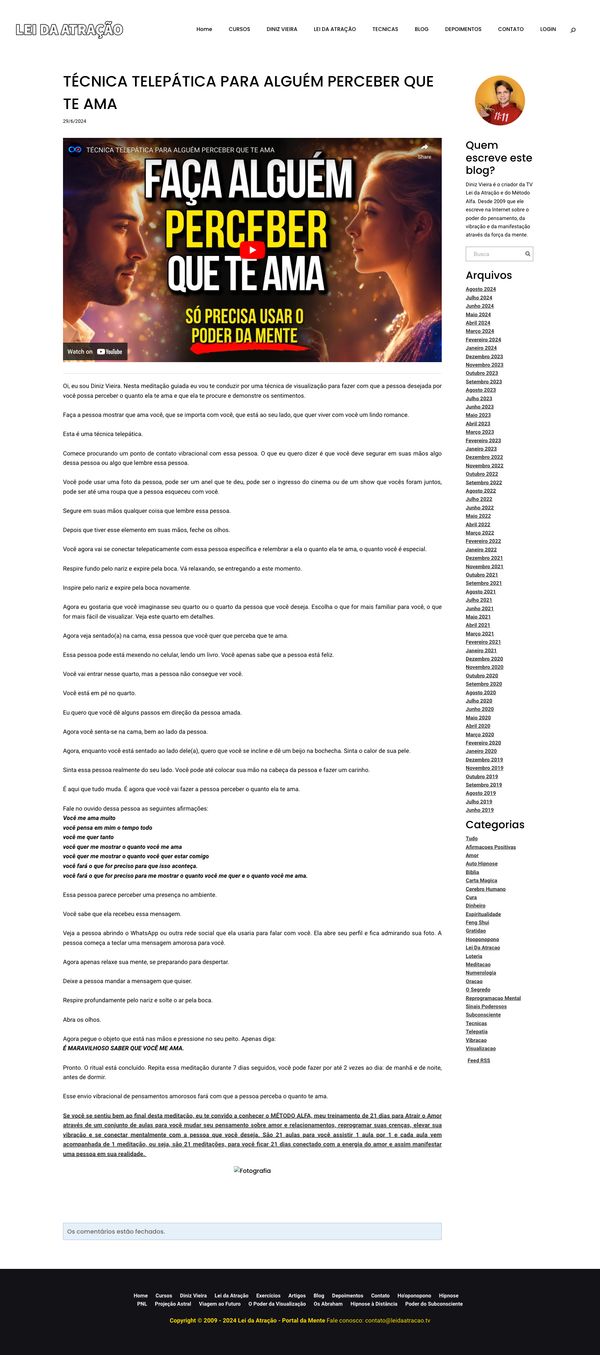 LEI DA ATRAÇÃO
Home CURSOS DINIZ VIEIRA LEI DA ATRAÇÃO TECNICAS BLOG DEPOIMENTOS CONTATO LOGIN
TÉCNICA TELEPÁTICA PARA ALGUÉM PERCEBER QUE
TE AMA
29/6/2024
TÉCNICA TELEPÁTICA PARA ALGUÉM PERCEBER QUE TE AMA
Share
FAÇA ALGUÉM
PERCEBER
QUE TE AMA
SÓ PRECISA USAR O
PODER DA MENTE
Watch on YouTube
Oi, eu sou Diniz Vieira. Nesta meditação guiada eu vou te conduzir por uma técnica de visualização para fazer com que a pessoa desejada por
você possa perceber o quanto ela te ama e que ela te procure e demonstre os sentimentos.
Faça a pessoa mostrar que ama você, que se importa com você, que está ao seu lado, que quer viver com você um lindo romance.
Esta é uma técnica telepática.
Comece procurando um ponto de contato vibracional com essa pessoa. O que eu quero dizer é que você deve segurar em suas mãos algo
dessa pessoa ou algo que lembre essa pessoa.
Você pode usar uma foto da pessoa, pode ser um anel que te deu, pode ser o ingresso do cinema ou de um show que vocês foram juntos,
pode ser até uma roupa que a pessoa esqueceu com você.
Segure em suas mãos qualquer coisa que lembre essa pessoa.
Depois que tiver esse elemento em suas mãos, feche os olhos.
Você agora vai se conectar telepaticamente com essa pessoa específica e relembrar a ela o quanto ela te ama, o quanto você é especial.
Respire fundo pelo nariz e expire pela boca. Vá relaxando, se entregando a este momento.
Inspire pelo nariz e expire pela boca novamente.
Agora eu gostaria que você imaginasse seu quarto ou o quarto da pessoa que você deseja. Escolha o que for mais familiar para você, o que
for mais fácil de visualizar. Veja este quarto em detalhes.
Agora veja sentado(a) na cama, essa pessoa que você quer que perceba que te ama.
Essa pessoa pode está mexendo no celular, lendo um livro. Você apenas sabe que a pessoa está feliz.
Você vai entrar nesse quarto, mas a pessoa não consegue ver você.
Você está em pé no quarto.
Eu quero que você dê alguns passos em direção da pessoa amada.
Agora você senta-se na cama, bem ao lado da pessoa.
Agora, enquanto você está sentado ao lado dele(a), quero que você se incline e dê um beijo na bochecha. Sinta o calor de sua pele.
Sinta essa pessoa realmente do seu lado. Você pode até colocar sua mão na cabeça da pessoa e fazer um carinho.
É aqui que tudo muda. É agora que você vai fazer a pessoa perceber o quanto ela te ama.
Fale no ouvido dessa pessoa as seguintes afirmações:
Você me ama muito
você pensa em mim o tempo todo
você me quer tanto
você quer me mostrar o quanto você me ama
você quer me mostrar o quanto você quer estar comigo
você fará o que for preciso para que isso aconteça.
você fará o que for preciso para me mostrar o quanto você me quer e o quanto você me ama.
Essa pessoa parece perceber uma presença no ambiente.
Você sabe que ela recebeu essa mensagem.
Veja a pessoa abrindo o WhatsApp ou outra rede social que ela usaria para falar com você. Ela abre seu perfil e fica admirando sua foto. A
pessoa começa a teclar uma mensagem amorosa para você.
Agora apenas relaxe sua mente, se preparando para despertar.
Deixe a pessoa mandar a mensagem que quiser.
Respire profundamente pelo nariz e solte o ar pela boca.
Abra os olhos.
Agora pegue o objeto que está nas mãos e pressione no seu peito. Apenas diga:
É MARAVILHOSO SABER QUE VOCÊ ME AMA.
Pronto. O ritual está concluído. Repita essa meditação durante 7 dias seguidos, você pode fazer por até 2 vezes ao dia: de manhã e de noite,
antes de dormir.
Esse envio vibracional de pensamentos amorosos fará com que a pessoa perceba o quanto te ama.
Se você se sentiu bem ao final desta meditação, eu te convido a conhecer o MÉTODO ALFA, meu treinamento de 21 dias para Atrair o Amor
através de um conjunto de aulas para você mudar seu pensamento sobre amor e relacionamentos, reprogramar suas crenças, elevar sua
vibração e se conectar mentalmente com a pessoa que você deseja. São 21 aulas para você assistir 1 aula por 1 e cada aula vem
acompanhada de 1 meditação, ou seja, são 21 meditações, para você ficar 21 dias conectado com a energia do amor e assim manifestar
uma pessoa em sua realidade.
Fotografia
Os comentários estão fechados.
11:11
Quem
escreve este
blog?
Diniz Vieira é o criador da TV
Lei da Atração e do Método
Alfa. Desde 2009 que ele
escreve na Internet sobre o
poder do pensamento, da
vibração e da manifestação
através da força da mente.
Busca
Arquivos
Agosto 2024
Julho 2024
Junho 2024
Maio 2024
Abril 2024
Março 2024
Fevereiro 2024
Janeiro 2024
Dezembro 2023
Novembro 2023
Outubro 2023
Setembro 2023
Agosto 2023
Julho 2023
Junho 2023
Maio 2023
Abril 2023
Março 2023
Fevereiro 2023
Janeiro 2023
Dezembro 2022
Novembro 2022
Outubro 2022
Setembro 2022
Agosto 2022
Julho 2022
Junho 2022
Maio 2022
Abril 2022
Março 2022
Fevereiro 2022
Janeiro 2022
Dezembro 2021
Novembro 2021
Outubro 2021
Setembro 2021
Agosto 2021
Julho 2021
Junho 2021
Maio 2021
Abril 2021
Março 2021
Fevereiro 2021
Janeiro 2021
Dezembro 2020
Novembro 2020
Outubro 2020
Setembro 2020
Agosto 2020
Julho 2020
Junho 2020
Maio 2020
Abril 2020
Março 2020
Fevereiro 2020
Janeiro 2020
Dezembro 2019
Novembro 2019
Outubro 2019
Setembro 2019
Agosto 2019
Julho 2019
Junho 2019
Categorias
Tudo
Afirmacoes Positivas
Amor
Auto Hipnose
Biblia
Carta Magica
Cerebro Humano
Cura
Dinheiro
Espiritualidade
Feng Shui
Gratidao
Hooponopono
Lei Da Atracao
Loteria
Meditacao
Numerologia
Oracao
O Segredo
Reprogramacao Mental
Sinais Poderosos
Subconsciente
Tecnicas
Telepatia
Vibracao
Visualizacao
Feed RSS
Home Cursos Diniz Vieira Lei da Atração Exercícios Artigos Blog Depoimentos Contato Ho'oponopono Hipnose
PNL Projeção Astral Viagem ao Futuro O Poder da Visualização Os Abraham Hipnose à Distância Poder do Subconsciente
Copyright © 2009 - 2024 Lei da Atração - Portal da Mente Fale conosco: contato@leidaatracao.tv